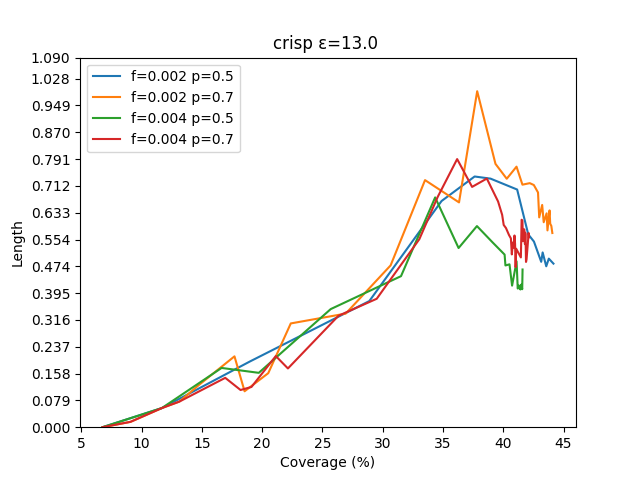 crisp ε=13.0
f=0.002 p=0.5
f=0.002 p=0.7
f=0.004 p=0.5
f=0.004 p=0.7
Length
1.090
1.028
0.949
0.870
0.791
0.712
0.633
0.554
0.474
0.395
0.316
0.237
0.158
0.079
0.000
5 10 15 20 25 30 35 40 45
Coverage (%)